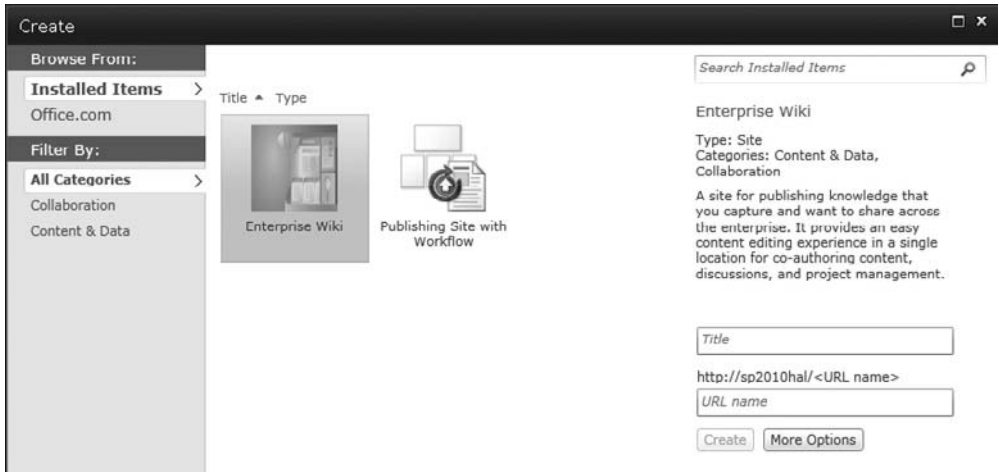 Create
Browse From:
Installed Items
Office.com
Filter By:
All Categories
Collaboration
Content & Data
Title Type
Enterprise Wiki
Publishing Site with
Workflow
Search Installed Items
Enterprise Wiki
Type: Site
Categories: Content & Data,
Collaboration
A site for publishing knowledge that
you capture and want to share across
the enterprise. It provides an easy
content editing experience in a single
location for co-authoring content,
discussions, and project management.
Title
http://sp2010hal/<URL name>
URL name
Create More Options